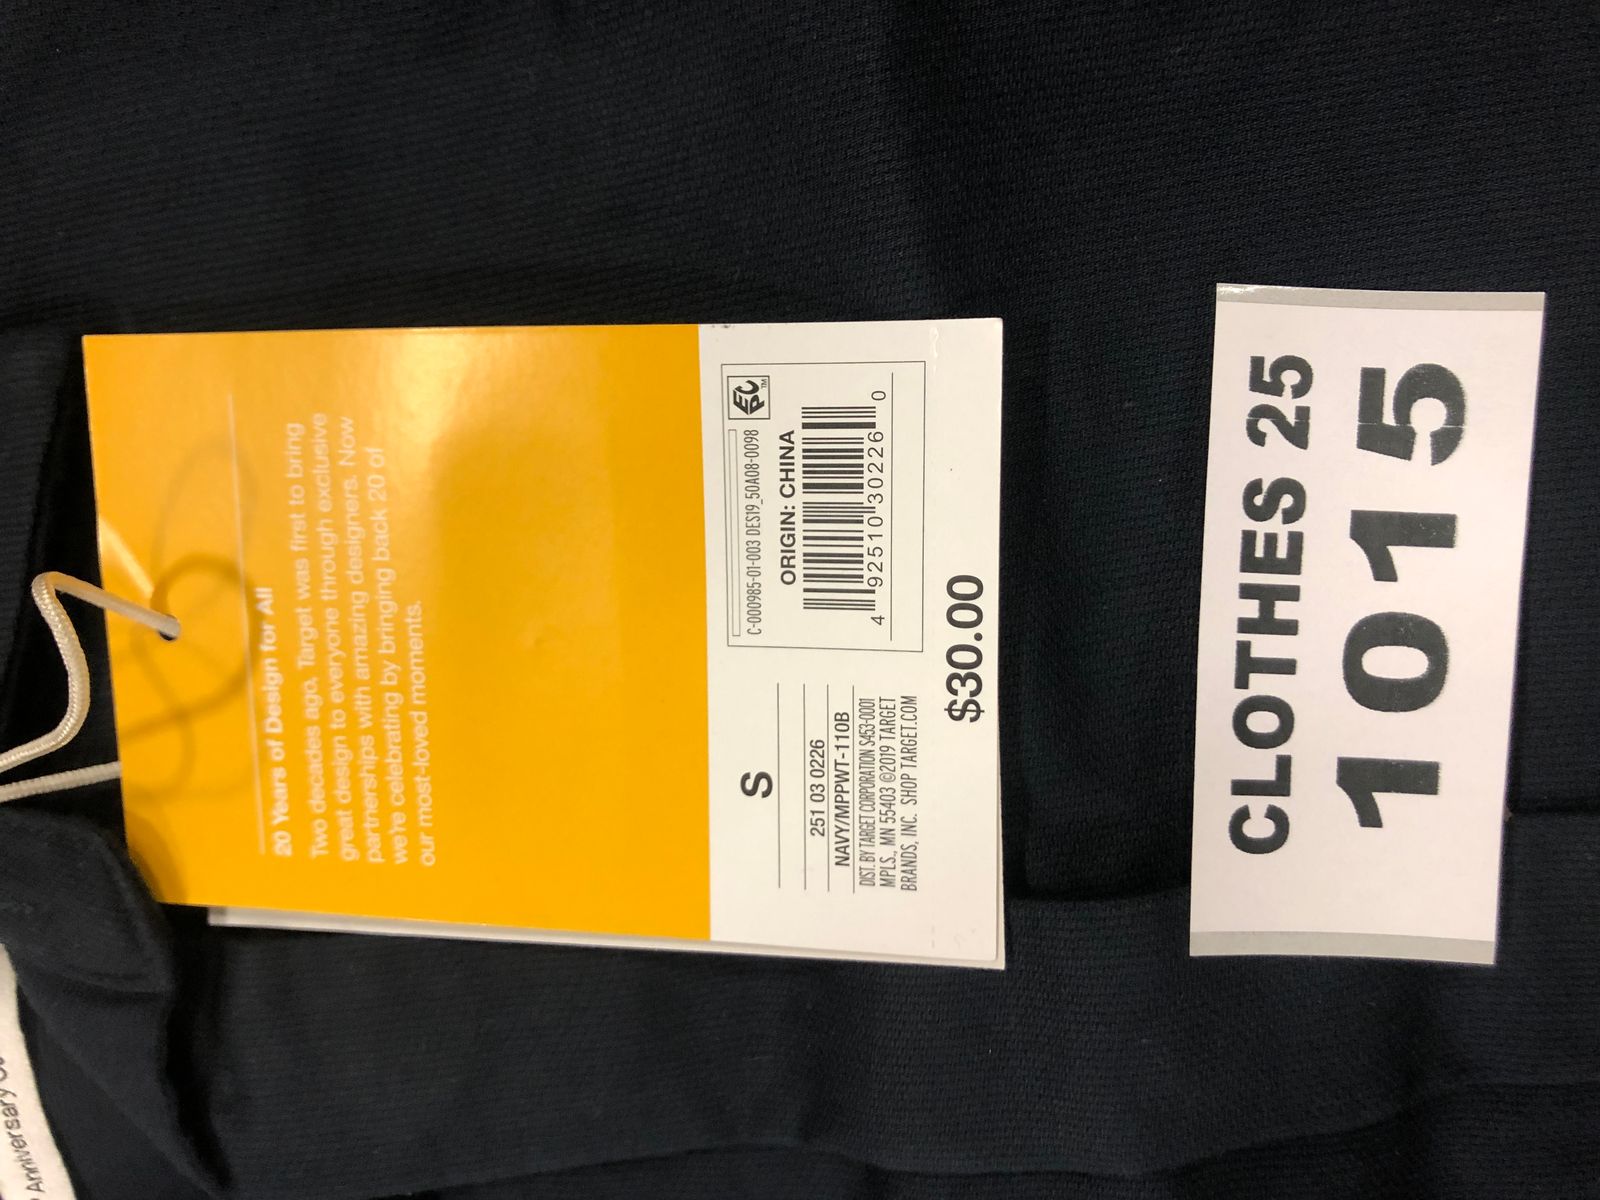 20 Years of Design for All
Two decades ago, Target was first to bring
great design to everyone through exclusive
partnerships with amazing designers. Now
we're celebrating by bringing back 20 of
our most-loved moments.
S
251 03 0226
NAVY/MPPWT-110B
DIST. BY TARGET CORPORATION S453-0001
MPLS., MN 55403 ©2019 TARGET
BRANDS, INC. SHOP TARGET.COM
C-000985-01-003 DES19_50A08-0098
EPC™
ORIGIN: CHINA
4 92510 30226 0
$30.00
CLOTHES 25
1015
Anniversary